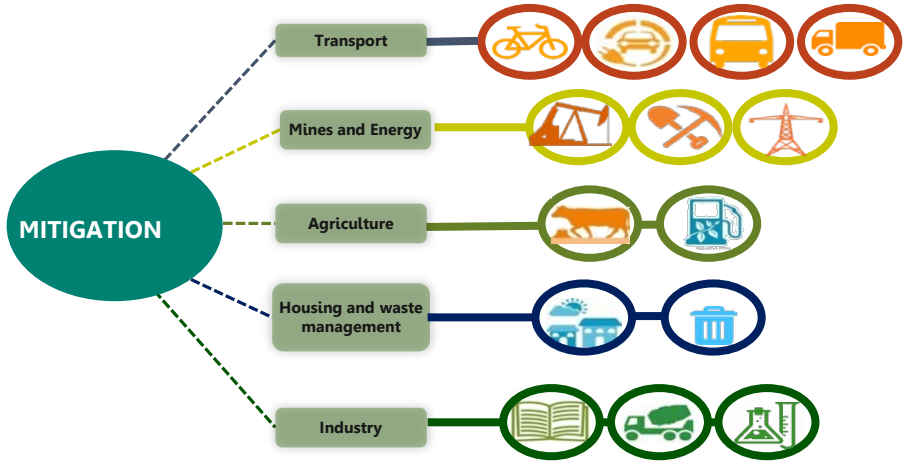 Transport
Mines and Energy
MITIGATION
Agriculture
Housing and waste
management
Industry